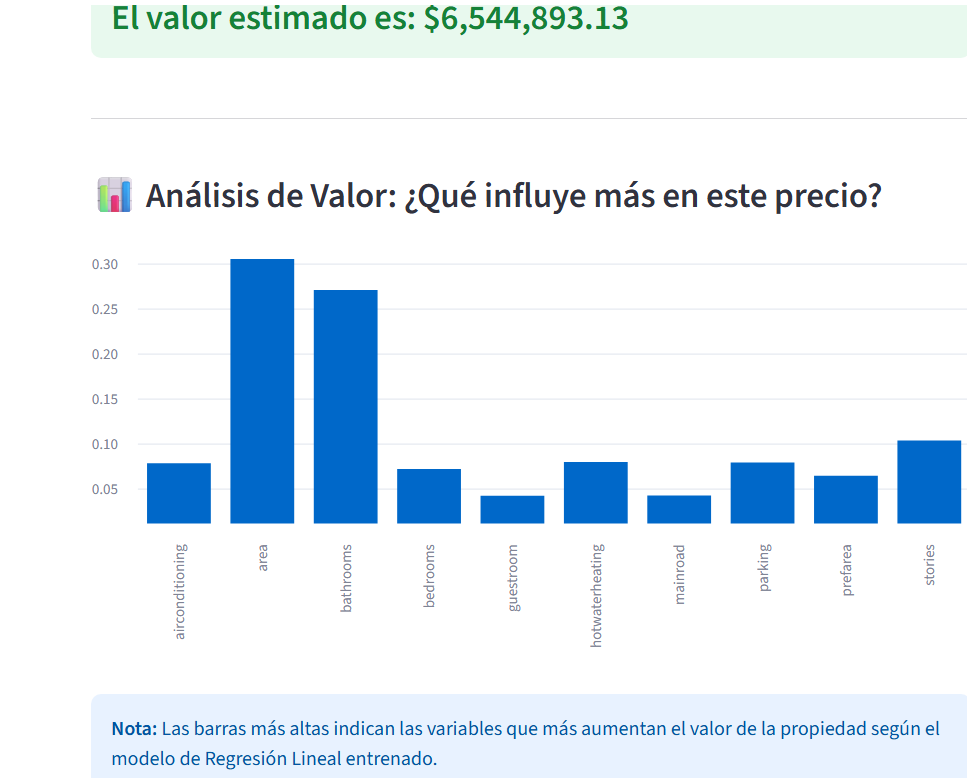 El valor estimado es: $6,544,893.13
Análisis de Valor: ¿Qué influye más en este precio?
0.30
0.25
0.20
0.15
0.10
0.05
airconditioning
area
bathrooms
bedrooms
guestroom
hotwaterheating
mainroad
parking
prefarea
stories
Nota: Las barras más altas indican las variables que más aumentan el valor de la propiedad según el
modelo de Regresión Lineal entrenado.